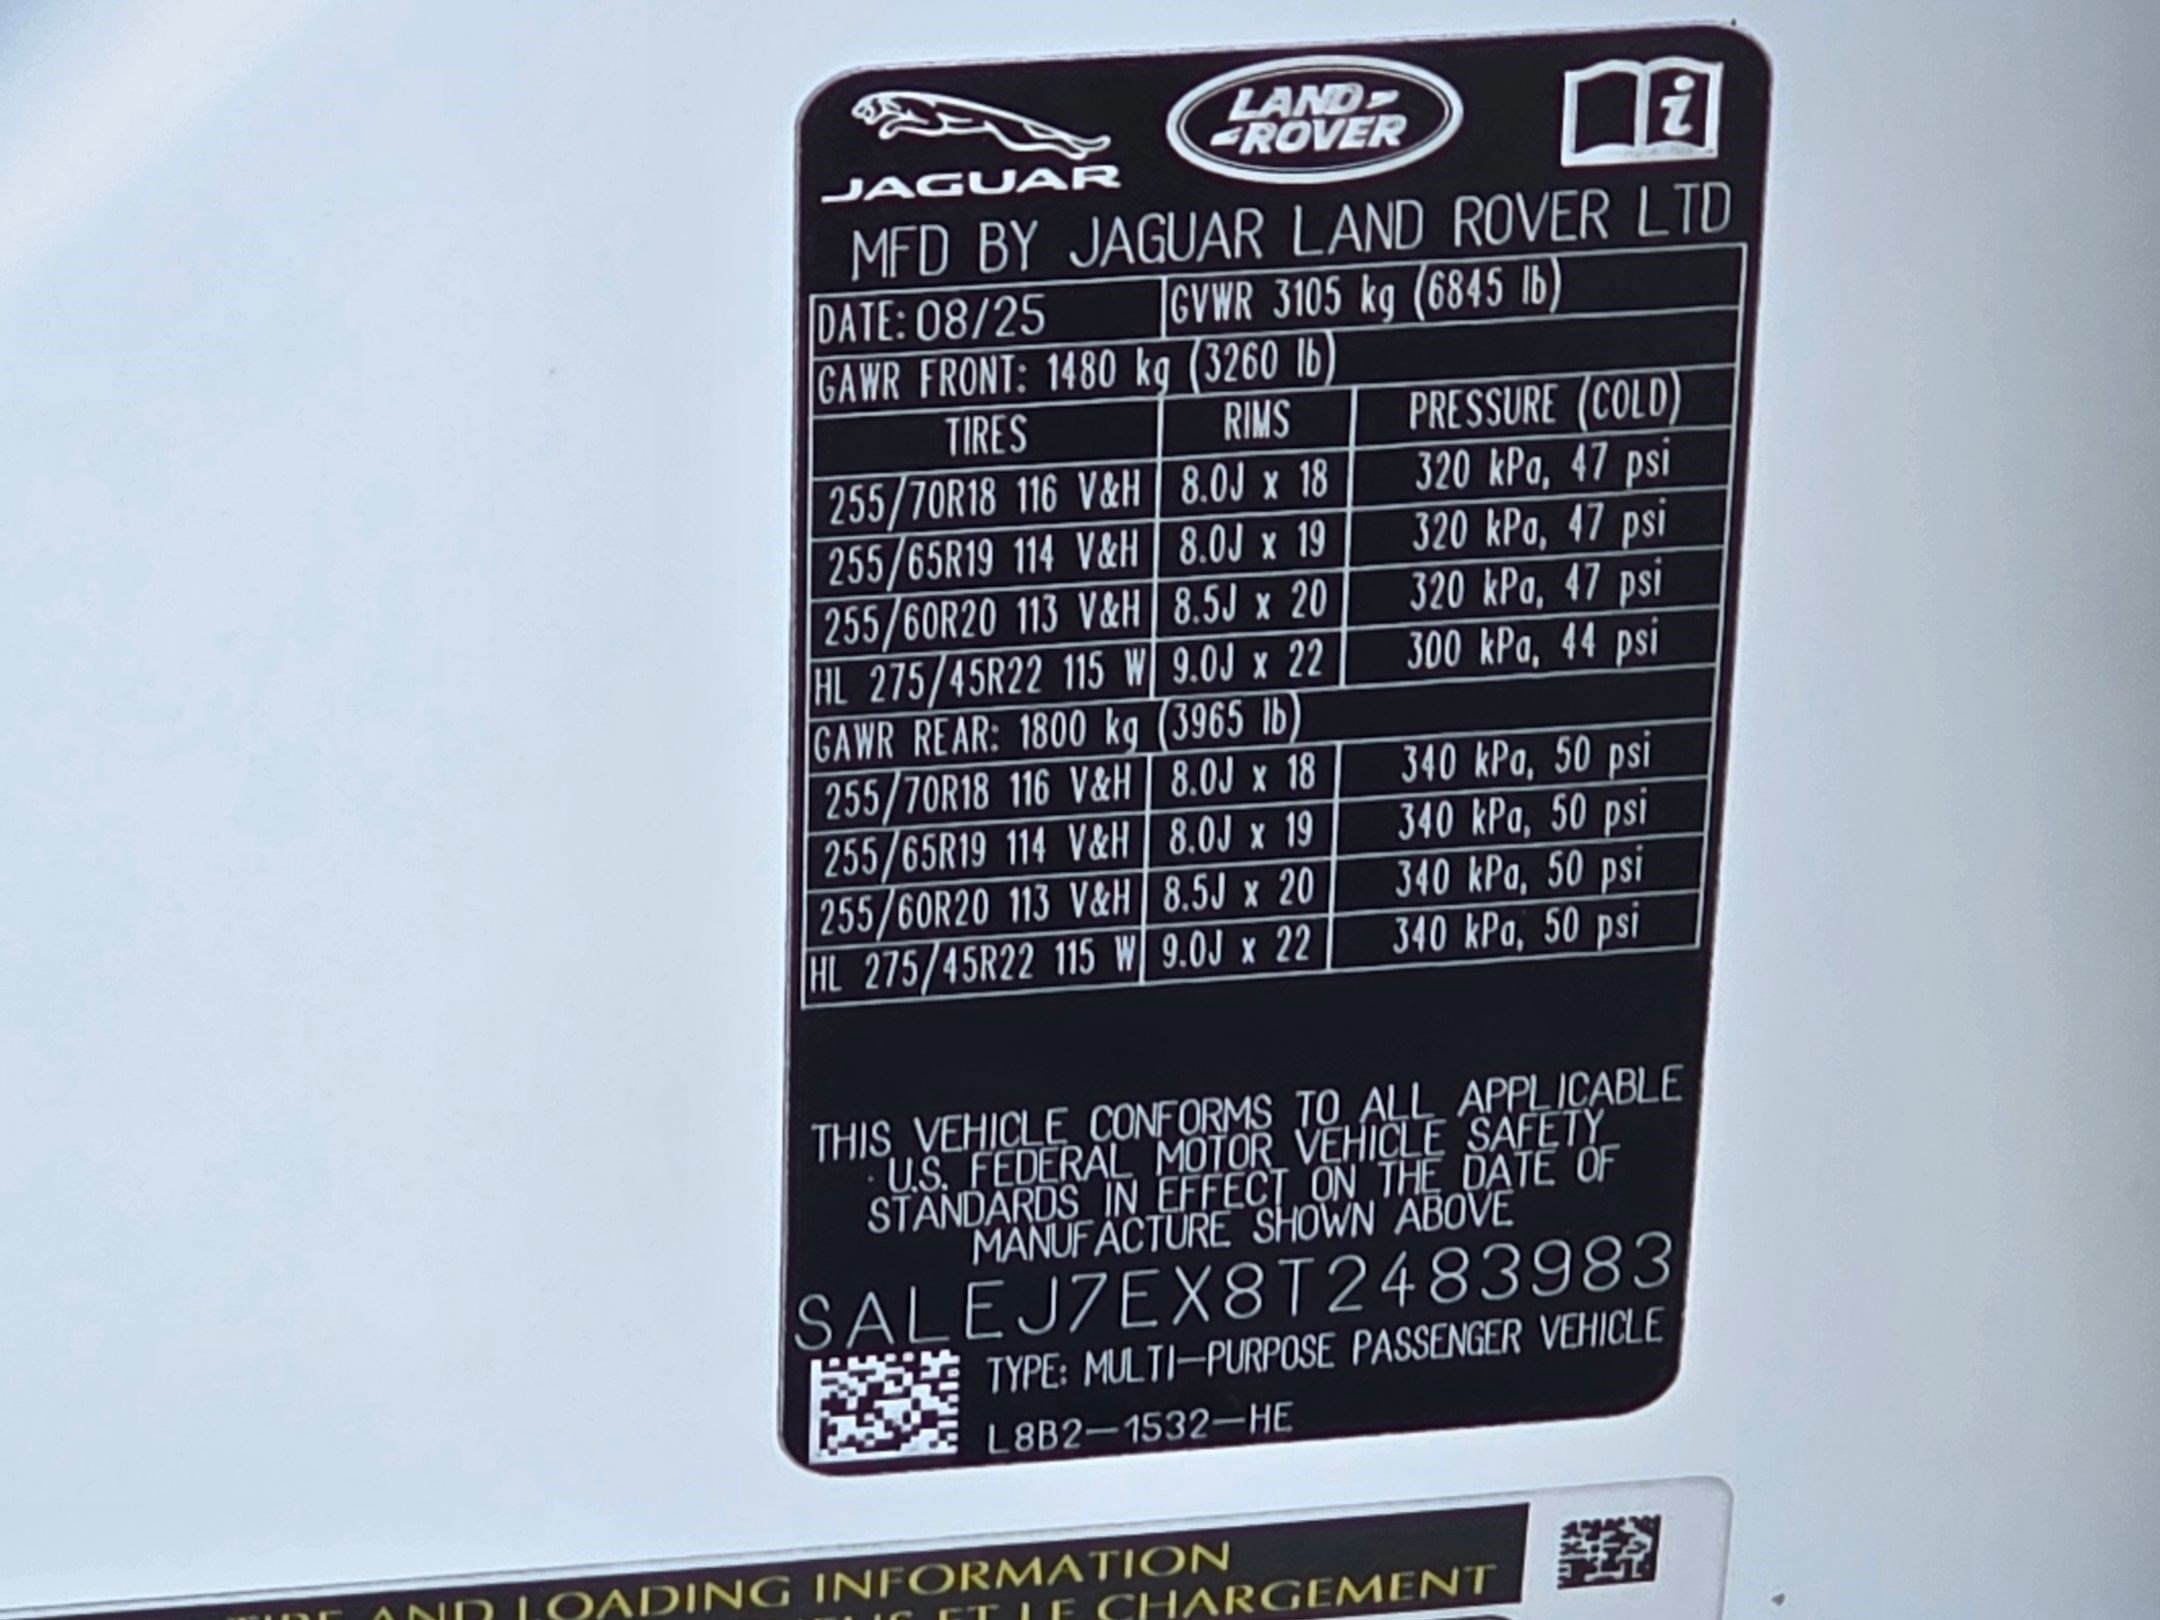 JAGUAR
LAND-
-ROVER
i
MFD BY JAGUAR LAND ROVER LTD
DATE: 08/25 GVWR 3105 kg (6845 lb)
GAWR FRONT: 1480 kg (3260 lb)
TIRES RIMS PRESSURE (COLD)
255/70R18 116 V&H 8.0J x 18 320 kPa, 47 psi
255/65R19 114 V&H 8.0J x 19 320 kPa, 47 psi
255/60R20 113 V&H 8.5J x 20 320 kPa, 47 psi
HL 275/45R22 115 W 9.0J x 22 300 kPa, 44 psi
GAWR REAR: 1800 kg (3965 lb)
255/70R18 116 V&H 8.0J x 18 340 kPa, 50 psi
255/65R19 114 V&H 8.0J x 19 340 kPa, 50 psi
255/60R20 113 V&H 8.5J x 20 340 kPa, 50 psi
HL 275/45R22 115 W 9.0J x 22 340 kPa, 50 psi
THIS VEHICLE CONFORMS TO ALL APPLICABLE
U.S. FEDERAL MOTOR VEHICLE SAFETY
STANDARDS IN EFFECT ON THE DATE OF
MANUFACTURE SHOWN ABOVE
SALEJ7EX8T2483983
TYPE: MULTI-PURPOSE PASSENGER VEHICLE
L8B2-1532-HE
TIRE AND LOADING INFORMATION
ET LE CHARGEMENT